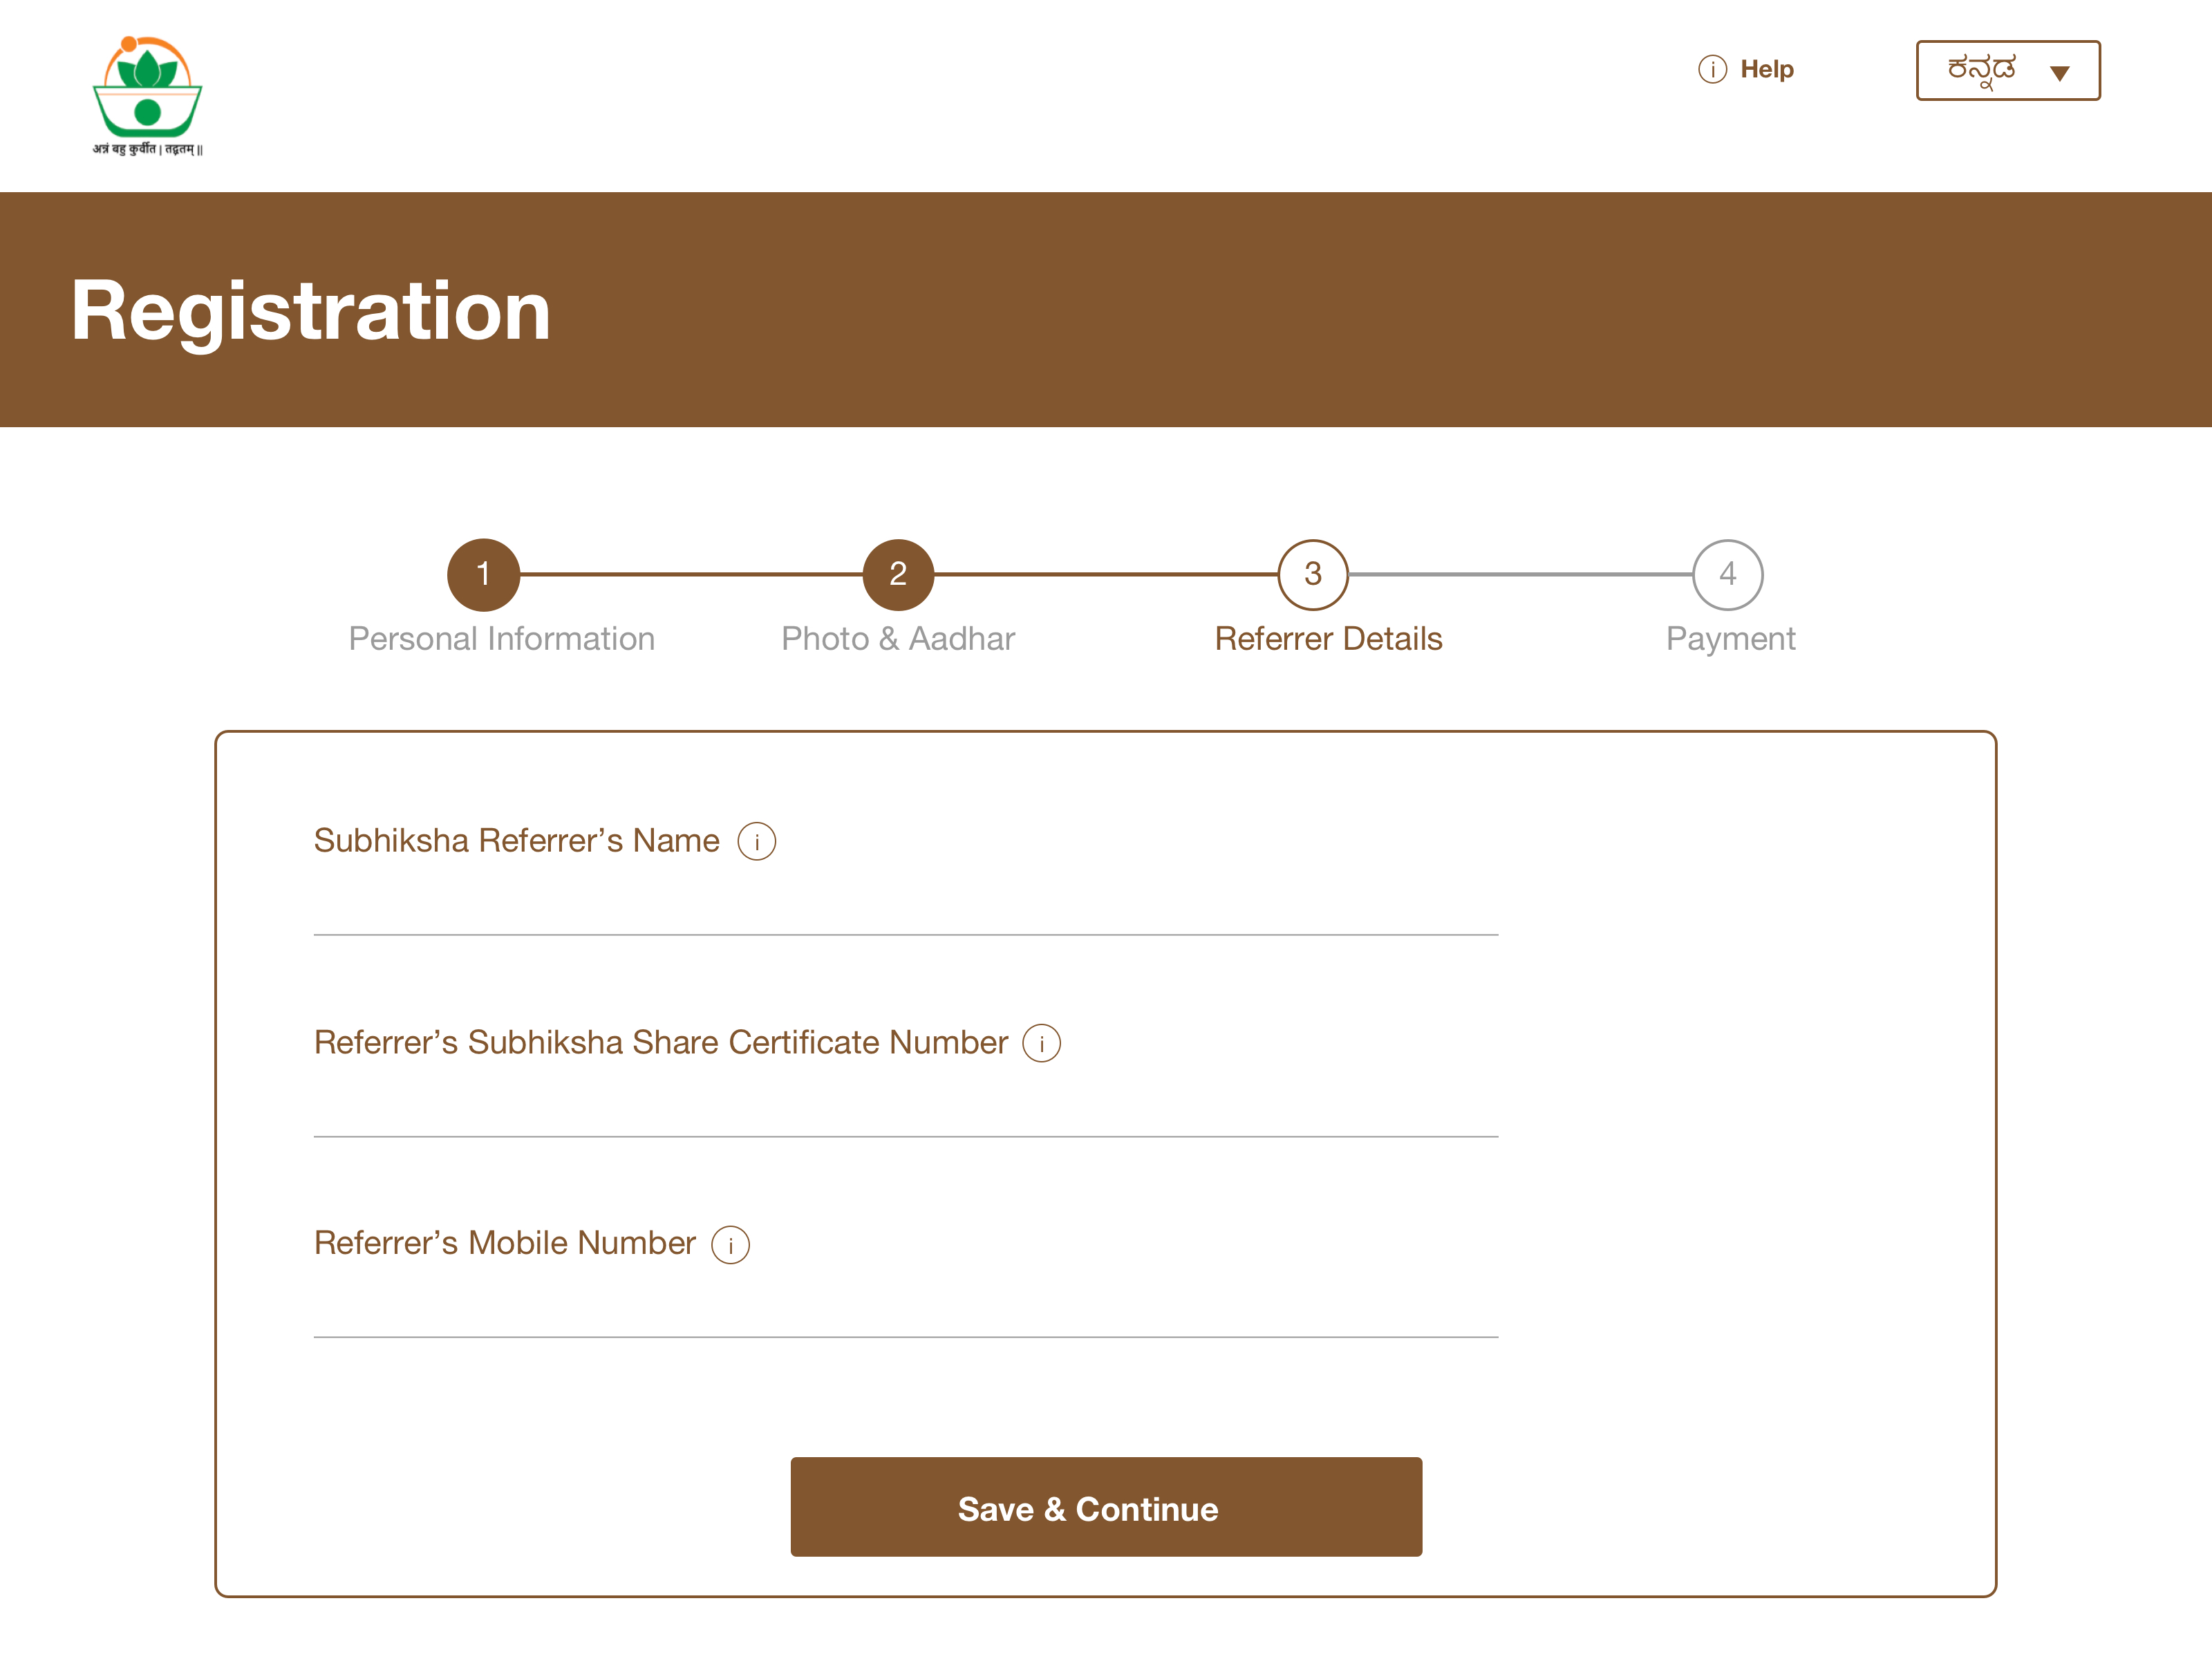 Help
ಕನ್ನಡ
अन्नं बहु कुर्वीत | तद्व्रतम् ||
Registration
1
2
3
4
Personal Information
Photo & Aadhar
Referrer Details
Payment
Subhiksha Referrer’s Name
Referrer’s Subhiksha Share Certificate Number
Referrer’s Mobile Number
Save & Continue